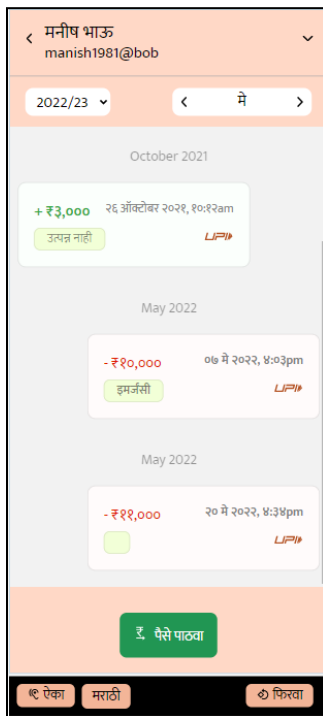 मनीष भाऊ
manish1981@bob
2022/23
मे
October 2021
+ ₹३,००० २६ ऑक्टोबर २०२१, १०:१२am
उत्पन्न नाही UPI
May 2022
- ₹१०,००० ०७ मे २०२२, ४:०३pm
इमर्जंसी UPI
May 2022
- ₹११,००० २० मे २०२२, ४:३४pm
UPI
पैसे पाठवा
ऐका मराठी फिरवा